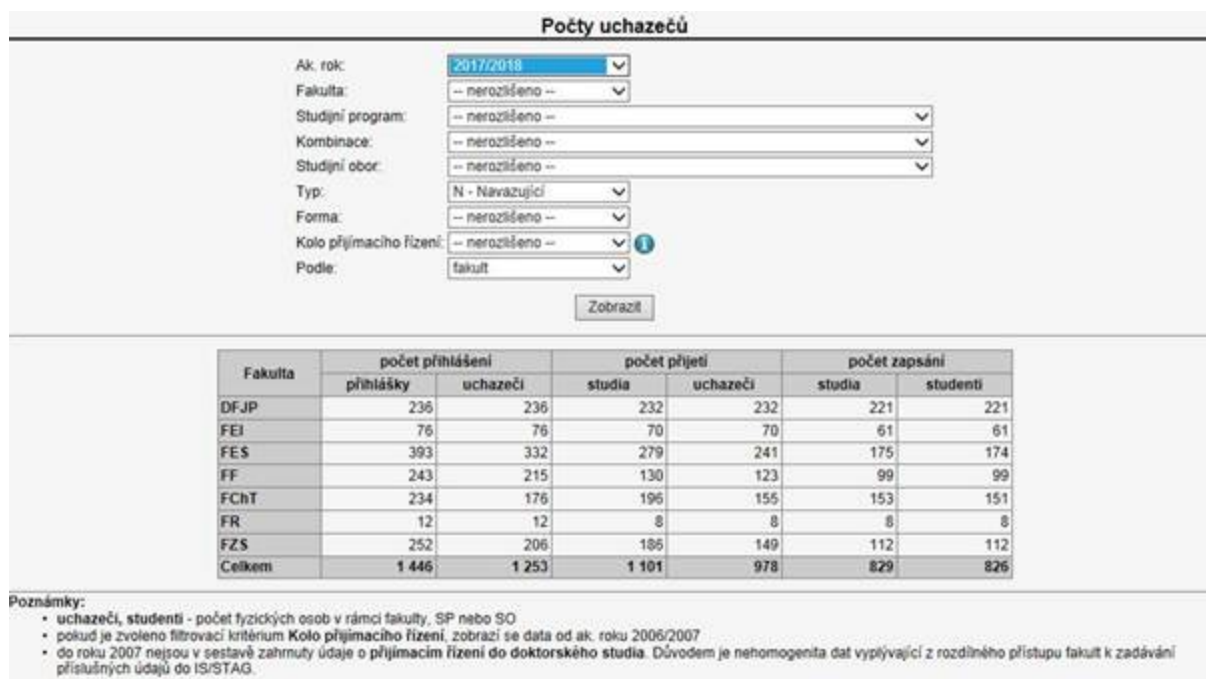 Počty uchazečů
Ak. rok: 2017/2018
Fakulta: -- nerozlišeno --
Studijní program: -- nerozlišeno --
Kombinace: -- nerozlišeno --
Studijní obor: -- nerozlišeno --
Typ: N - Navazující
Forma: -- nerozlišeno --
Kolo přijímacího řízení: -- nerozlišeno --
Podle: fakult
Zobrazit
Fakulta počet přihlášení počet přijetí počet zapsání
přihlášky uchazeči studia uchazeči studia studenti
DFJP 236 236 232 232 221 221
FEI 76 76 70 70 61 61
FES 393 332 279 241 175 174
FF 243 215 130 123 99 99
FChT 234 176 196 155 153 151
FR 12 12 8 8 8 8
FZS 252 206 186 149 112 112
Celkem 1 446 1 253 1 101 978 829 826
Poznámky:
• uchazeči, studenti - počet fyzických osob v rámci fakulty, SP nebo SO
• pokud je zvoleno filtrovací kritérium Kolo přijímacího řízení, zobrazí se data od ak. roku 2006/2007
• do roku 2007 nejsou v sestavě zahrnuty údaje o přijímacím řízení do doktorského studia. Důvodem je nehomogenita dat vyplývající z rozdílného přístupu fakult k zadávání
příslušných údajů do IS/STAG.